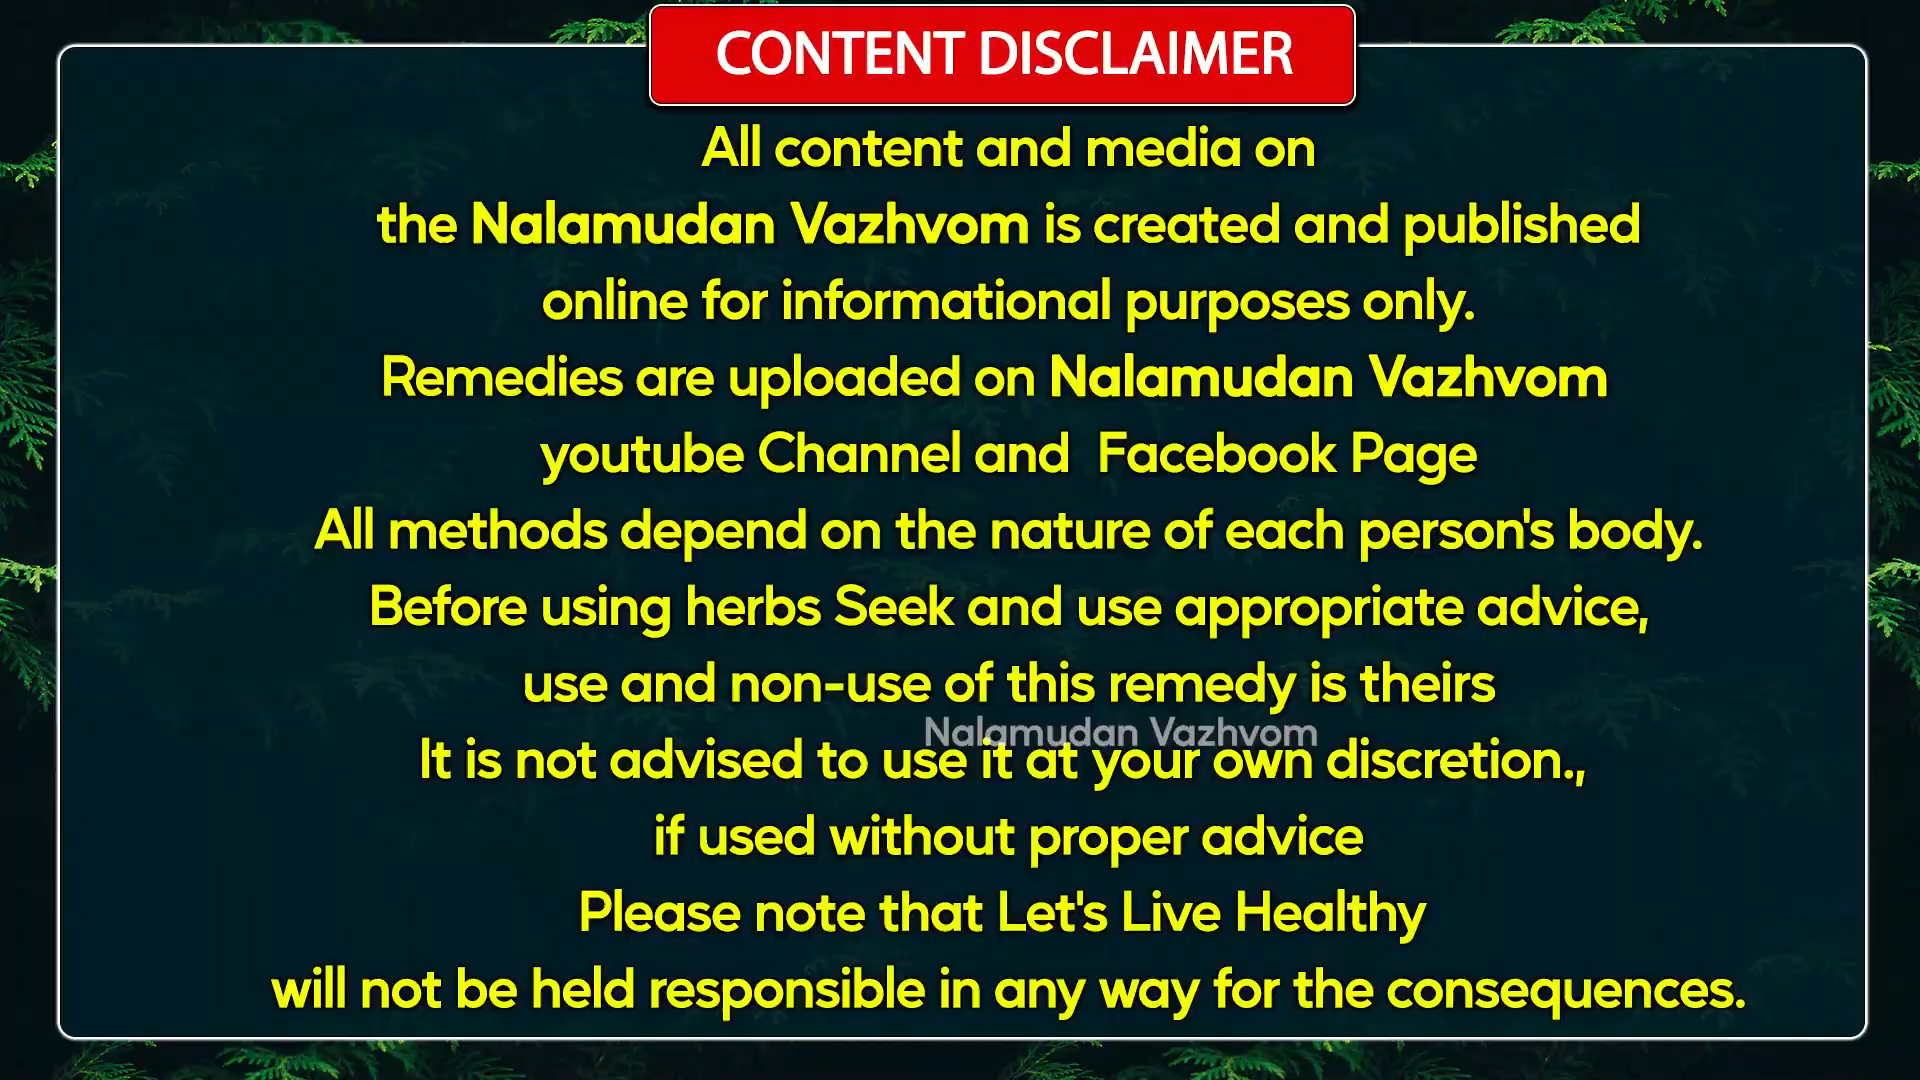 CONTENT DISCLAIMER
All content and media on
the Nalamudan Vazhvom is created and published
online for informational purposes only.
Remedies are uploaded on Nalamudan Vazhvom
youtube Channel and  Facebook Page
All methods depend on the nature of each person's body.
Before using herbs Seek and use appropriate advice,
use and non-use of this remedy is theirs
Nalamudan Vazhvom
It is not advised to use it at your own discretion.,
if used without proper advice
Please note that Let's Live Healthy
will not be held responsible in any way for the consequences.